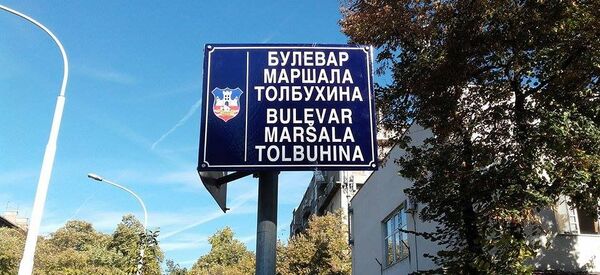 БУЛЕВАР
МАРШАЛА
ТОЛБУХИНА
BULEVAR
MARŠALA
TOLBUHINA